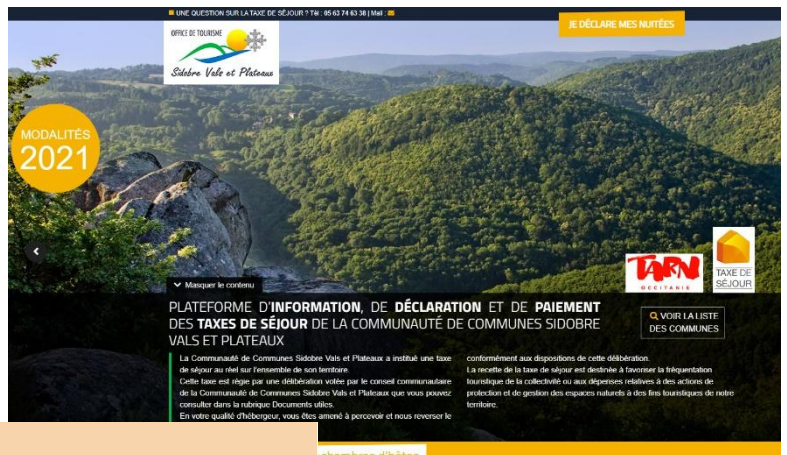 UNE QUESTION SUR LA TAXE DE SÉJOUR ? Tél : 05 63 74 63 38 | Mail :
JE DÉCLARE MES NUITÉES
OFFICE DE TOURISME
Sidobre Vals et Plateaux
MODALITÉS
2021
TARN
OCCITANIE
TAXE DE
SÉJOUR
Masquer le contenu
PLATEFORME D'INFORMATION, DE DÉCLARATION ET DE PAIEMENT
DES TAXES DE SÉJOUR DE LA COMMUNAUTÉ DE COMMUNES SIDOBRE
VALS ET PLATEAUX
VOIR LA LISTE
DES COMMUNES
La Communauté de Communes Sidobre Vals et Plateaux a institué une taxe
de séjour au réel sur l'ensemble de son territoire.
Cette taxe est régie par une délibération votée par le conseil communautaire
de la Communauté de Communes Sidobre Vals et Plateaux que vous pouvez
consulter dans la rubrique Documents utiles.
En votre qualité d'hébergeur, vous êtes amené à percevoir et nous reverser le
conformément aux dispositions de cette délibération.
La recette de la taxe de séjour est destinée à favoriser la fréquentation
touristique de la collectivité ou aux dépenses relatives à des actions de
protection et de gestion des espaces naturels à des fins touristiques de notre
territoire.
chambres d'hôtes